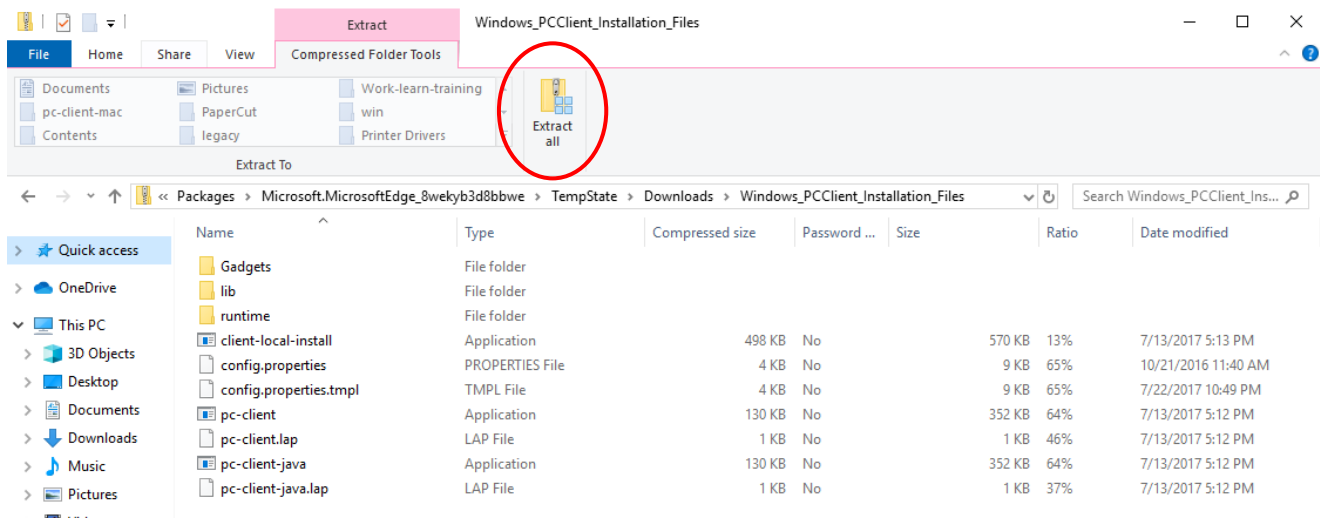 Extract Windows_PCClient_Installation_Files
File Home Share View Compressed Folder Tools
Documents Pictures Work-learn-training
pc-client-mac PaperCut win
Contents legacy Printer Drivers
Extract all
Extract To
« Packages › Microsoft.MicrosoftEdge_8wekyb3d8bbwe › TempState › Downloads › Windows_PCClient_Installation_Files Search Windows_PCClient_Ins...
Name Type Compressed size Password ... Size Ratio Date modified
Quick access
OneDrive
This PC
3D Objects
Desktop
Documents
Downloads
Music
Pictures
Gadgets File folder
lib File folder
runtime File folder
client-local-install Application 498 KB No 570 KB 13% 7/13/2017 5:13 PM
config.properties PROPERTIES File 4 KB No 9 KB 65% 10/21/2016 11:40 AM
config.properties.tmpl TMPL File 4 KB No 9 KB 65% 7/22/2017 10:49 PM
pc-client Application 130 KB No 352 KB 64% 7/13/2017 5:12 PM
pc-client.lap LAP File 1 KB No 1 KB 46% 7/13/2017 5:12 PM
pc-client-java Application 130 KB No 352 KB 64% 7/13/2017 5:12 PM
pc-client-java.lap LAP File 1 KB No 1 KB 37% 7/13/2017 5:12 PM